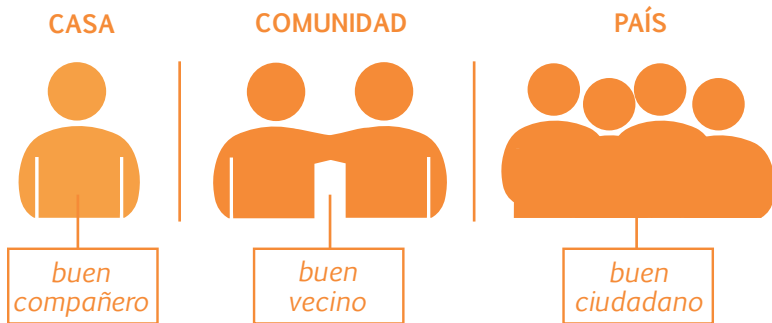 CASA
COMUNIDAD
PAÍS
buen
compañero
buen
vecino
buen
ciudadano